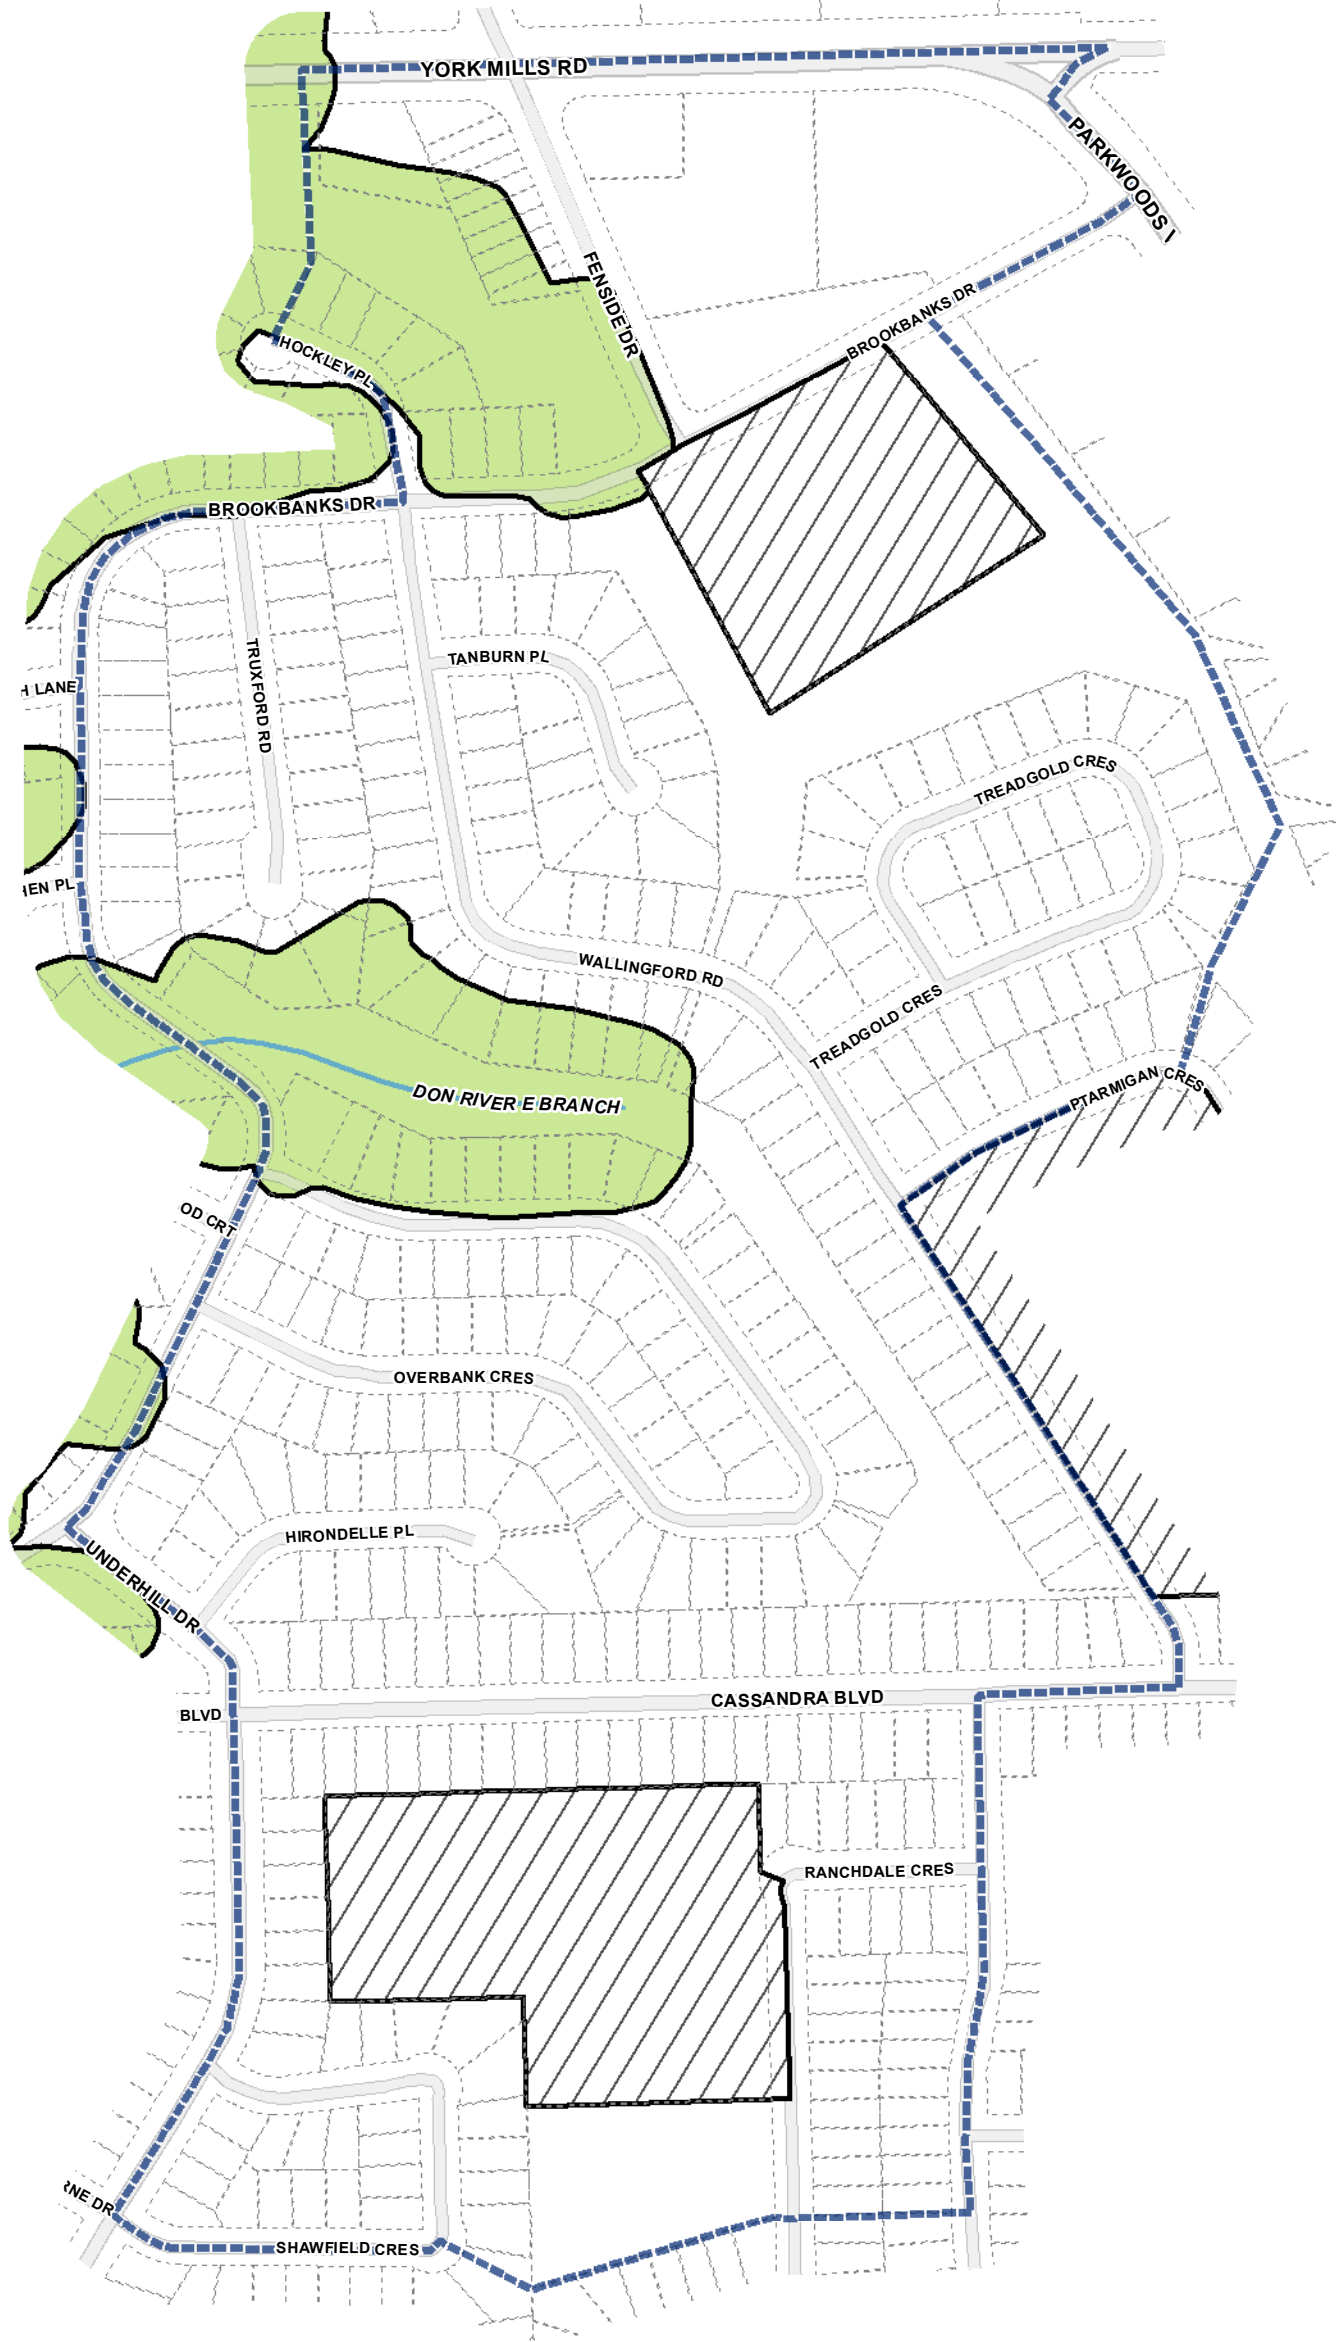 YORK MILLS RD
PARKWOODS
FENSIDE DR
BROOKBANKS DR
HOCKLEY PL
BROOKBANKS DR
TRUXFORD RD
TANBURN PL
H LANE
TREADGOLD CRES
HEN PL
WALLINGFORD RD
TREADGOLD CRES
PTARMIGAN CRES
DON RIVER E BRANCH
OD CRT
OVERBANK CRES
HIRONDELLE PL
UNDERHILL DR
CASSANDRA BLVD
BLVD
RANCHDALE CRES
RNE DR
SHAWFIELD CRES